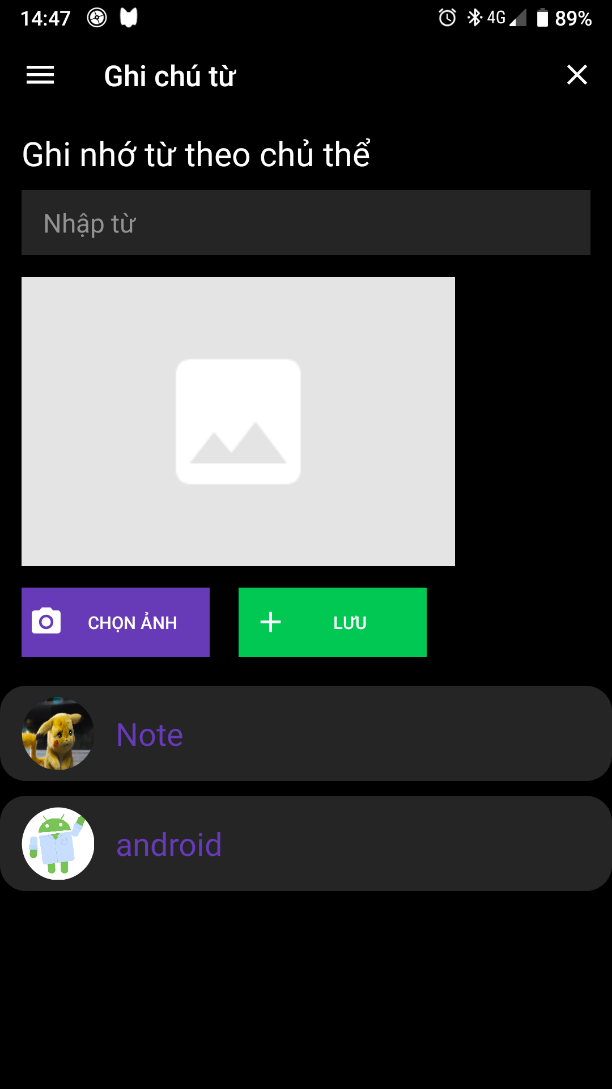 14:47 4G 89%
Ghi chú từ
Ghi nhớ từ theo chủ thể
Nhập từ
CHỌN ẢNH
LƯU
Note
android